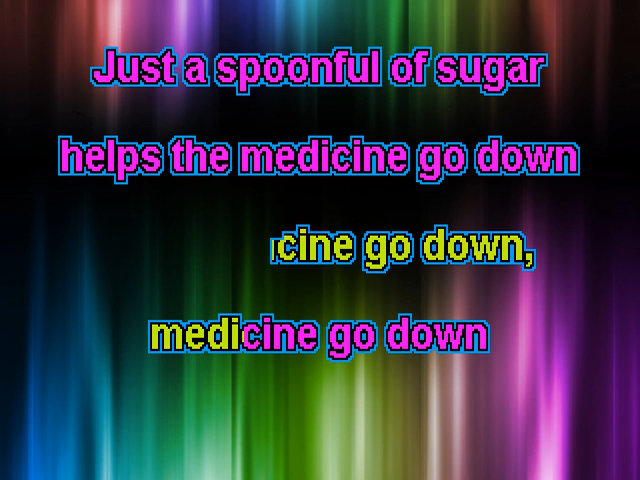 Just a spoonful of sugar
helps the medicine go down
cine go down,
medicine go down